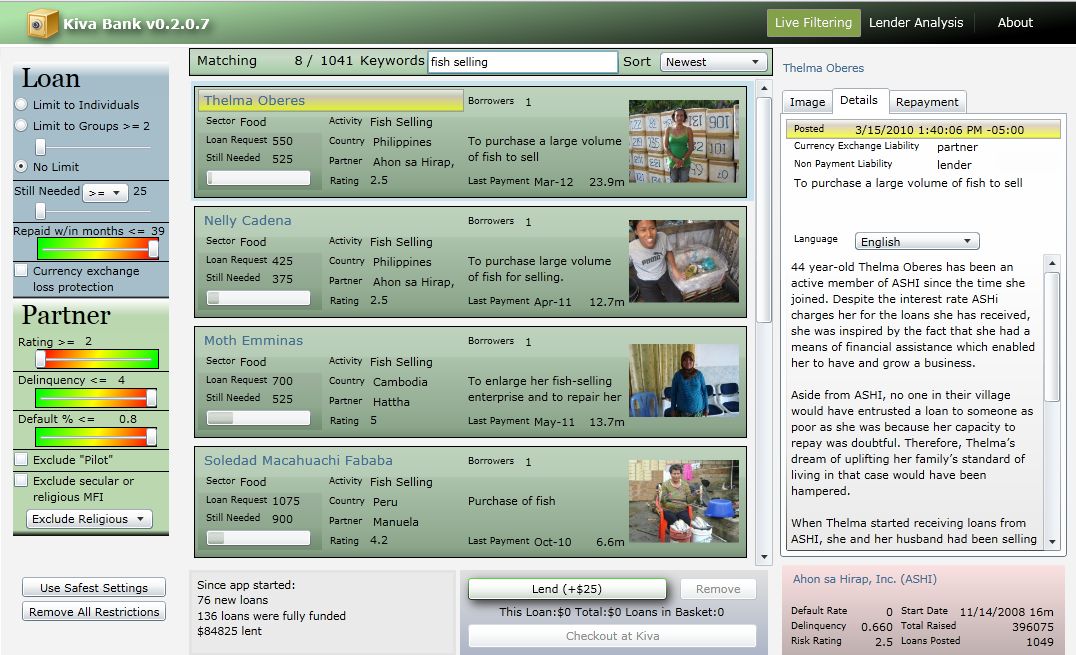 Kiva Bank v0.2.0.7
Live Filtering
Lender Analysis
About
Loan
Limit to Individuals
Limit to Groups >= 2
No Limit
Still Needed >= 25
Repaid w/in months <= 39
Currency exchange
loss protection
Partner
Rating >= 2
Delinquency <= 4
Default % <= 0.8
Exclude "Pilot"
Exclude secular or
religious MFI
Exclude Religious
Use Safest Settings
Remove All Restrictions
Matching 8 / 1041 Keywords fish selling Sort Newest
Thelma Oberes Borrowers 1
Sector Food Activity Fish Selling
Loan Request 550 Country Philippines To purchase a large volume
Still Needed 525 Partner Ahon sa Hirap, of fish to sell
Rating 2.5 Last Payment Mar-12 23.9m
Nelly Cadena Borrowers 1
Sector Food Activity Fish Selling
Loan Request 425 Country Philippines To purchase large volume
Still Needed 375 Partner Ahon sa Hirap, of fish for selling.
Rating 2.5 Last Payment Apr-11 12.7m
Moth Emminas Borrowers 1
Sector Food Activity Fish Selling
Loan Request 700 Country Cambodia To enlarge her fish-selling
Still Needed 525 Partner Hattha enterprise and to repair her
Rating 5 Last Payment May-11 13.7m
Soledad Macahuachi Fababa Borrowers 1
Sector Food Activity Fish Selling
Loan Request 1075 Country Peru Purchase of fish
Still Needed 900 Partner Manuela
Rating 4.2 Last Payment Oct-10 6.6m
Since app started:
76 new loans
136 loans were fully funded
$84825 lent
Lend (+$25) Remove
This Loan:$0 Total:$0 Loans in Basket:0
Checkout at Kiva
Thelma Oberes
Image Details Repayment
Posted 3/15/2010 1:40:06 PM -05:00
Currency Exchange Liability partner
Non Payment Liability lender
To purchase a large volume of fish to sell
Language English
44 year-old Thelma Oberes has been an
active member of ASHI since the time she
joined. Despite the interest rate ASHi
charges her for the loans she has received,
she was inspired by the fact that she had a
means of financial assistance which enabled
her to have and grow a business.
Aside from ASHI, no one in their village
would have entrusted a loan to someone as
poor as she was because her capacity to
repay was doubtful. Therefore, Thelma's
dream of uplifting her family's standard of
living in that case would have been
hampered.
When Thelma started receiving loans from
ASHI, she and her husband had been selling
Ahon sa Hirap, Inc. (ASHI)
Default Rate 0 Start Date 11/14/2008 16m
Delinquency 0.660 Total Raised 396075
Risk Rating 2.5 Loans Posted 1049